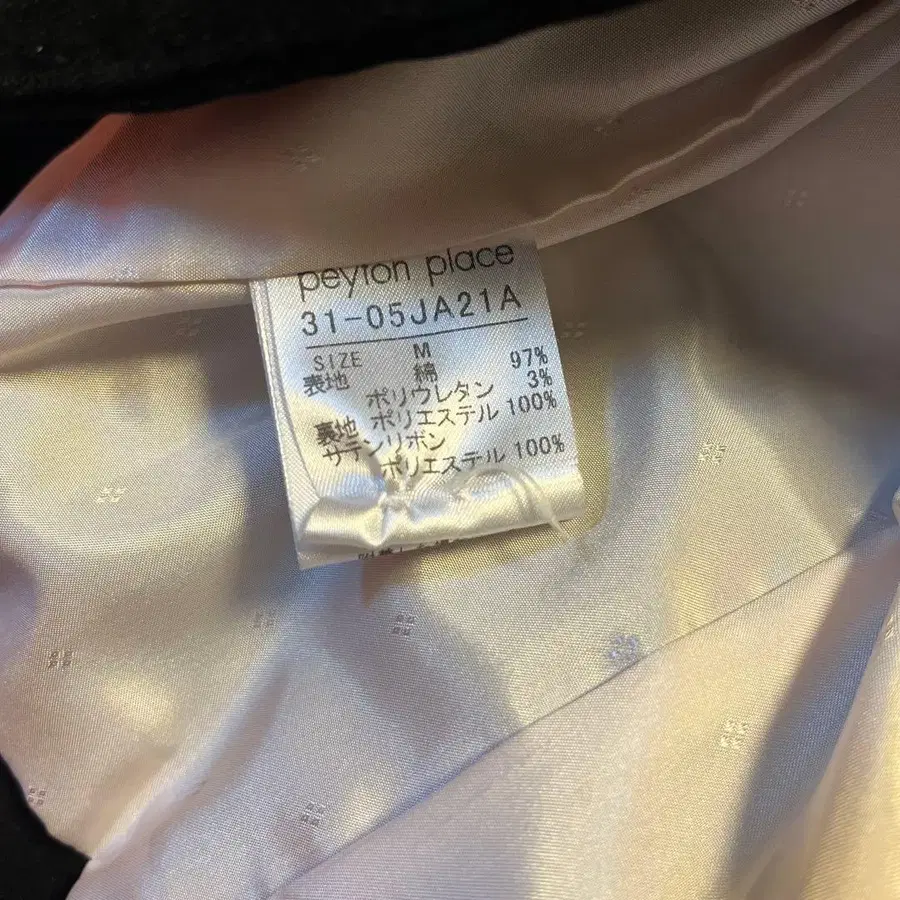 peyton place
31-05JA21A
SIZE M
表地 綿 97%
ポリウレタン 3%
裏地 ポリエステル 100%
サテンリボン
ポリエステル 100%